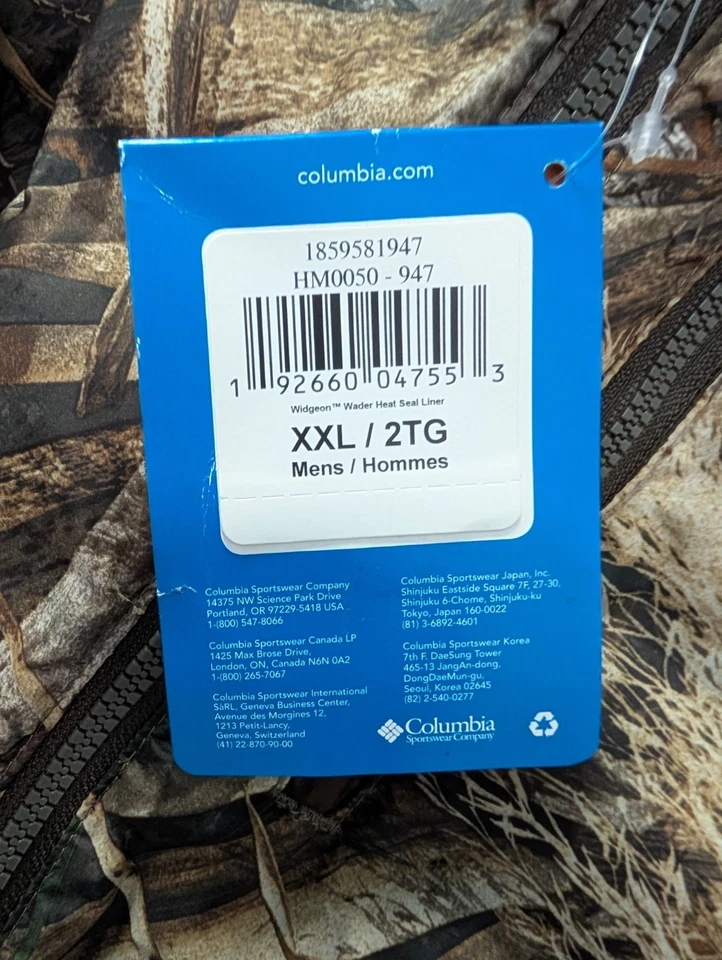 columbia.com
1859581947
HM0050 - 947
1 92660 04755 3
Widgeon™ Wader Heat Seal Liner
XXL / 2TG
Mens / Hommes
Columbia Sportswear Company
14375 NW Science Park Drive
Portland, OR 97229-5418 USA
1-(800) 547-8066
Columbia Sportswear Canada LP
1425 Max Brose Drive,
London, ON, Canada N6N 0A2
1-(800) 265-7067
Columbia Sportswear International
SàRL, Geneva Business Center,
Avenue des Morgines 12,
1213 Petit-Lancy,
Geneva, Switzerland
(41) 22-870-90-00
Columbia Sportswear Japan, Inc.
Shinjuku Eastside Square 7F, 27-30,
Shinjuku 6-Chome, Shinjuku-ku
Tokyo, Japan 160-0022
(81) 3-6892-4601
Columbia Sportswear Korea
7th F. DaeSung Tower
465-13 JangAn-dong,
DongDaeMun-gu,
Seoul, Korea 02645
(82) 2-540-0277
Columbia
Sportswear Company